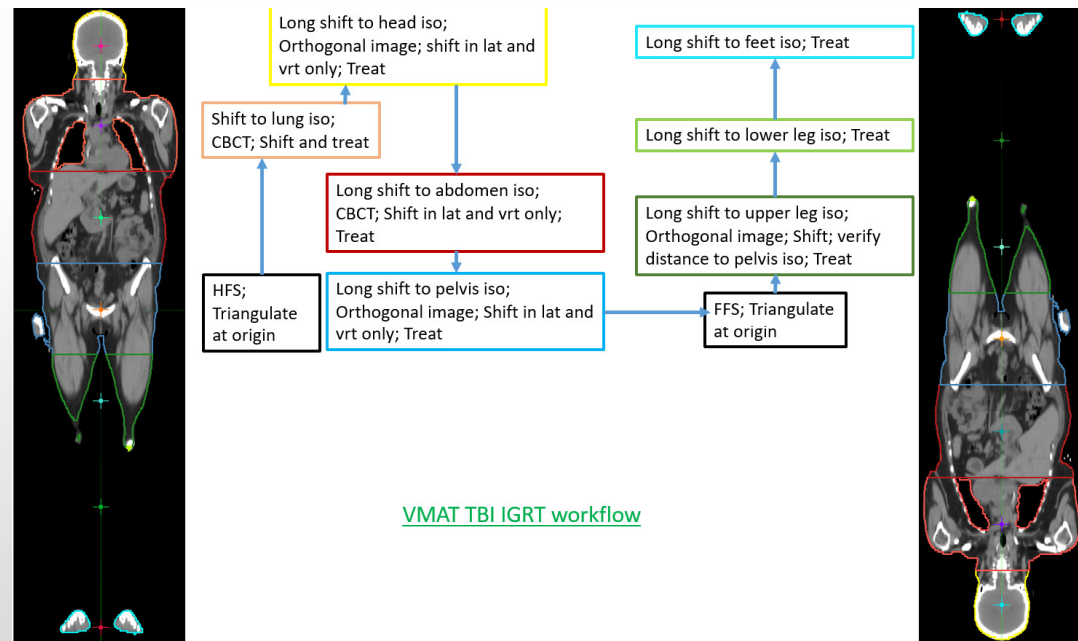 Long shift to head iso;
Orthogonal image; shift in lat and
vrt only; Treat
Shift to lung iso;
CBCT; Shift and treat
HFS;
Triangulate
at origin
Long shift to abdomen iso;
CBCT; Shift in lat and vrt only;
Treat
Long shift to pelvis iso;
Orthogonal image; Shift in lat and
vrt only; Treat
Long shift to feet iso; Treat
Long shift to lower leg iso; Treat
Long shift to upper leg iso;
Orthogonal image; Shift; verify
distance to pelvis iso; Treat
FFS; Triangulate
at origin
VMAT TBI IGRT workflow